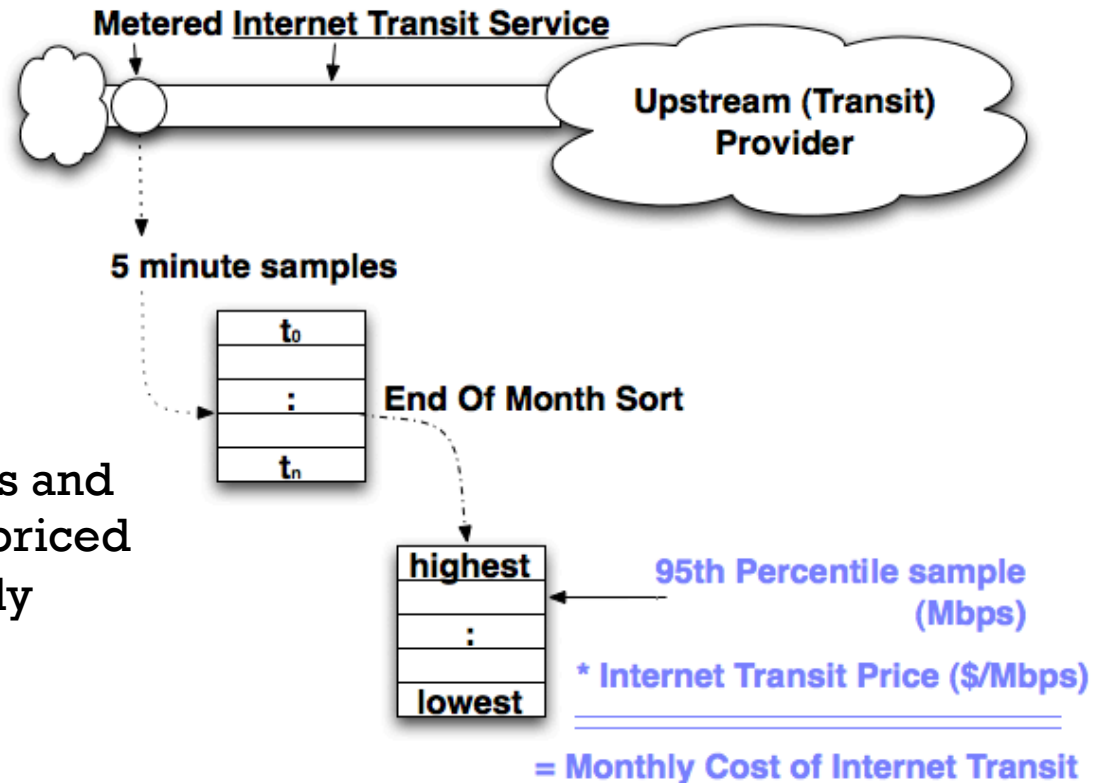 Metered Internet Transit Service
Upstream (Transit)
Provider
5 minute samples
t₀
:
tₙ
End Of Month Sort
s and
priced
ly
highest
:
lowest
95th Percentile sample
(Mbps)
* Internet Transit Price ($/Mbps)
= Monthly Cost of Internet Transit